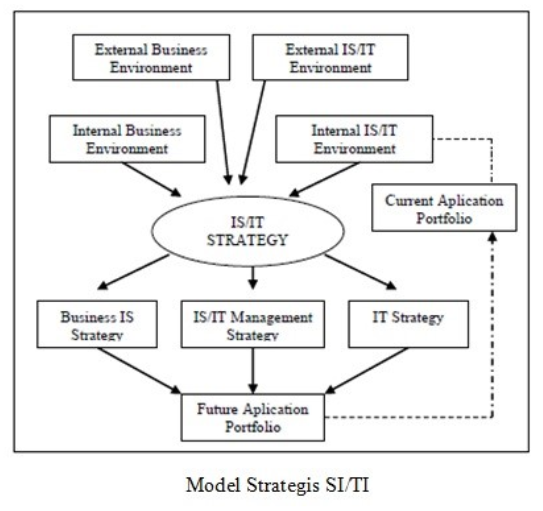 External Business
Environment
External IS/IT
Environment
Internal Business
Environment
Internal IS/IT
Environment
Current Aplication
Portfolio
IS/IT
STRATEGY
Business IS
Strategy
IS/IT Management
Strategy
IT Strategy
Future Aplication
Portfolio
Model Strategis SI/TI